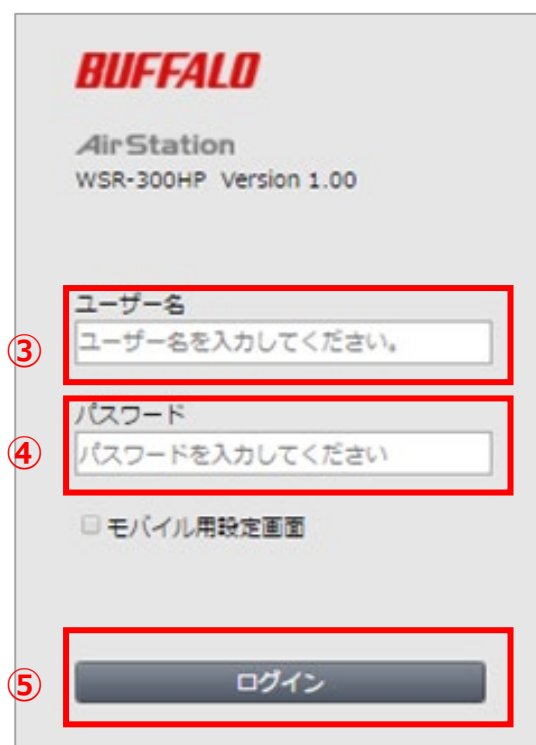 BUFFALO
AirStation
WSR-300HP Version 1.00
ユーザー名
③
ユーザー名を入力してください。
パスワード
④
パスワードを入力してください
モバイル用設定画面
⑤
ログイン